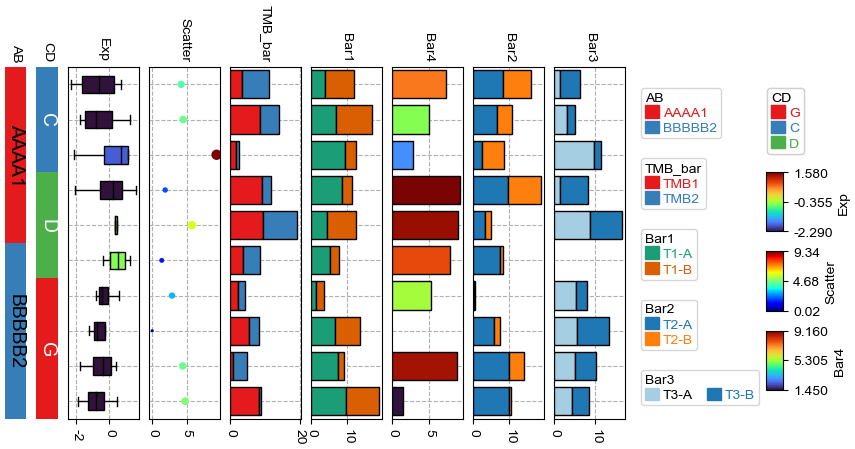 AB
CD
Exp
Scatter
TMB_bar
Bar1
Bar4
Bar2
Bar3
AAAA1
BBBBB2
C
D
G
-2 0
0 5
0 10 20
0 10
0 5
0 10
0 10
AB
AAAA1
BBBBB2
TMB_bar
TMB1
TMB2
Bar1
T1-A
T1-B
Bar2
T2-A
T2-B
Bar3
T3-A T3-B
CD
G
C
D
1.580
-0.355
-2.290
Exp
9.34
4.68
0.02
Scatter
9.160
5.305
1.450
Bar4